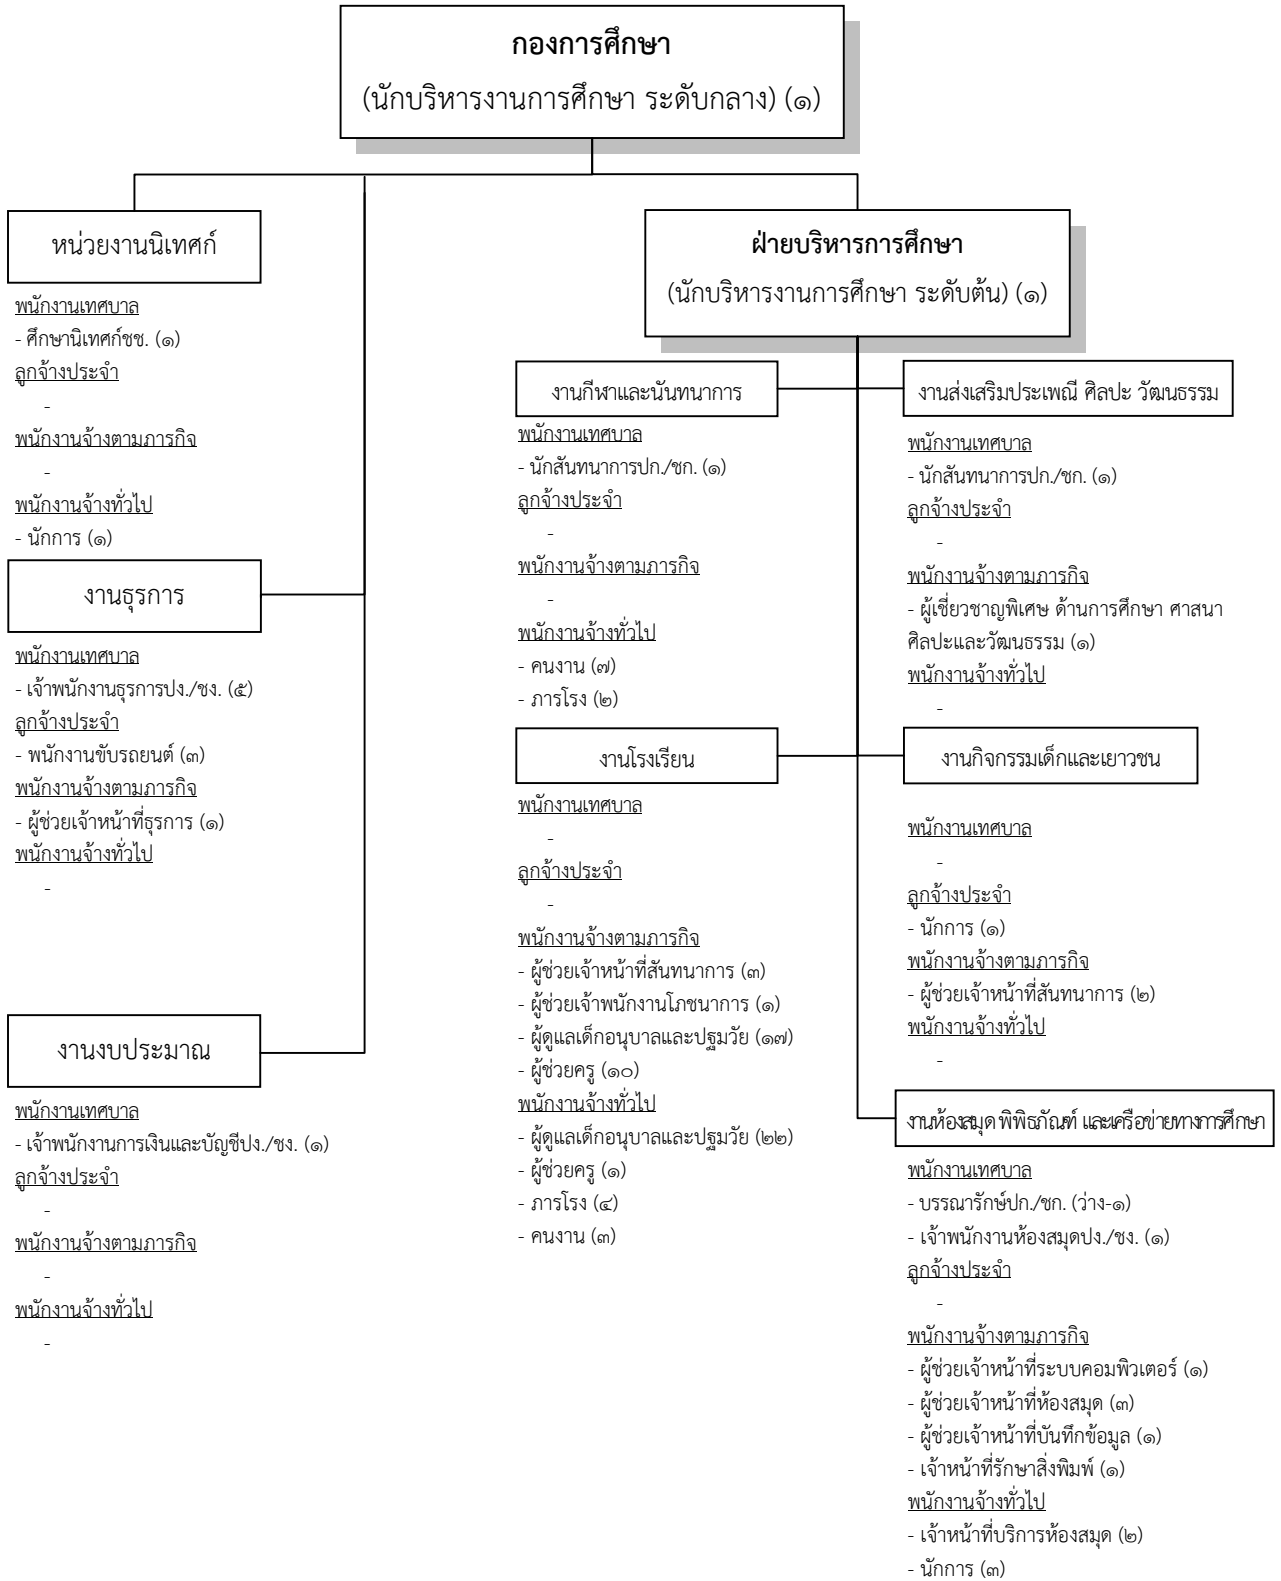 กองการศึกษา
(นักบริหารงานการศึกษา ระดับกลาง) (๑)
หน่วยงานนิเทศก์
พนักงานเทศบาล
- ศึกษานิเทศก์ชช. (๑)
ลูกจ้างประจำ
-
พนักงานจ้างตามภารกิจ
-
พนักงานจ้างทั่วไป
- นักการ (๑)
งานธุรการ
พนักงานเทศบาล
- เจ้าพนักงานธุรการปง./ชง. (๕)
ลูกจ้างประจำ
- พนักงานขับรถยนต์ (๓)
พนักงานจ้างตามภารกิจ
- ผู้ช่วยเจ้าหน้าที่ธุรการ (๑)
พนักงานจ้างทั่วไป
-
งานงบประมาณ
พนักงานเทศบาล
- เจ้าพนักงานการเงินและบัญชีปง./ชง. (๑)
ลูกจ้างประจำ
-
พนักงานจ้างตามภารกิจ
-
พนักงานจ้างทั่วไป
-
ฝ่ายบริหารการศึกษา
(นักบริหารงานการศึกษา ระดับต้น) (๑)
งานกีฬาและนันทนาการ
พนักงานเทศบาล
- นักสันทนาการปก./ชก. (๑)
ลูกจ้างประจำ
-
พนักงานจ้างตามภารกิจ
-
พนักงานจ้างทั่วไป
- คนงาน (๗)
- ภารโรง (๒)
งานโรงเรียน
พนักงานเทศบาล
-
ลูกจ้างประจำ
-
พนักงานจ้างตามภารกิจ
- ผู้ช่วยเจ้าหน้าที่สันทนาการ (๓)
- ผู้ช่วยเจ้าพนักงานโภชนาการ (๑)
- ผู้ดูแลเด็กอนุบาลและปฐมวัย (๑๗)
- ผู้ช่วยครู (๑๐)
พนักงานจ้างทั่วไป
- ผู้ดูแลเด็กอนุบาลและปฐมวัย (๒๒)
- ผู้ช่วยครู (๑)
- ภารโรง (๔)
- คนงาน (๓)
งานส่งเสริมประเพณี ศิลปะ วัฒนธรรม
พนักงานเทศบาล
- นักสันทนาการปก./ชก. (๑)
ลูกจ้างประจำ
-
พนักงานจ้างตามภารกิจ
- ผู้เชี่ยวชาญพิเศษ ด้านการศึกษา ศาสนา
ศิลปะและวัฒนธรรม (๑)
พนักงานจ้างทั่วไป
-
งานกิจกรรมเด็กและเยาวชน
พนักงานเทศบาล
-
ลูกจ้างประจำ
- นักการ (๑)
พนักงานจ้างตามภารกิจ
- ผู้ช่วยเจ้าหน้าที่สันทนาการ (๒)
พนักงานจ้างทั่วไป
-
งานห้องสมุด พิพิธภัณฑ์ และเครือข่ายทางการศึกษา
พนักงานเทศบาล
- บรรณารักษ์ปก./ชก. (ว่าง-๑)
- เจ้าพนักงานห้องสมุดปง./ชง. (๑)
ลูกจ้างประจำ
-
พนักงานจ้างตามภารกิจ
- ผู้ช่วยเจ้าหน้าที่ระบบคอมพิวเตอร์ (๑)
- ผู้ช่วยเจ้าหน้าที่ห้องสมุด (๓)
- ผู้ช่วยเจ้าหน้าที่บันทึกข้อมูล (๑)
- เจ้าหน้าที่รักษาสิ่งพิมพ์ (๑)
พนักงานจ้างทั่วไป
- เจ้าหน้าที่บริการห้องสมุด (๒)
- นักการ (๓)